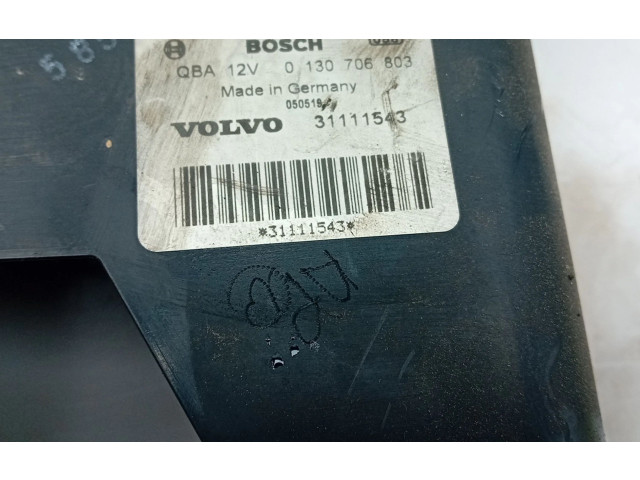 BOSCH
QBA 12V 0 130 706 803
Made in Germany
050519
VOLVO 31111543
*31111543*